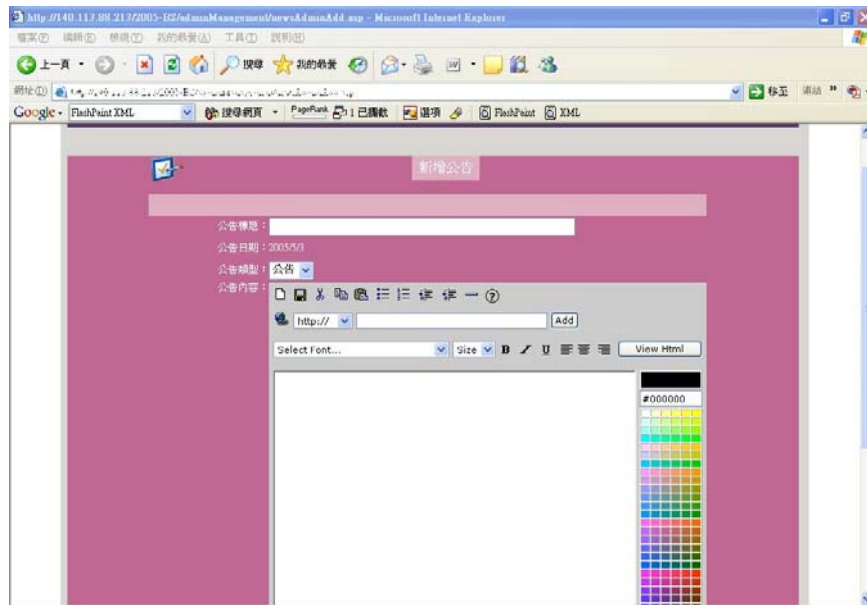 http://140.113.88.213/2005-BS/adminManagement/newsAdminAdd.asp - Microsoft Internet Explorer
檔案(F) 編輯(E) 檢視(V) 我的最愛(A) 工具(T) 說明(H)
上一頁 搜尋 我的最愛
網址(D) 移至 連結 »
Google FlashPaint XML 搜尋網頁 PageRank 1 已攔截 選項 FlashPaint XML
新增公告
公告標題：
公告日期：2005/5/3
公告類型：公告
公告內容：
http:// Add
Select Font... Size B I U View Html
#000000